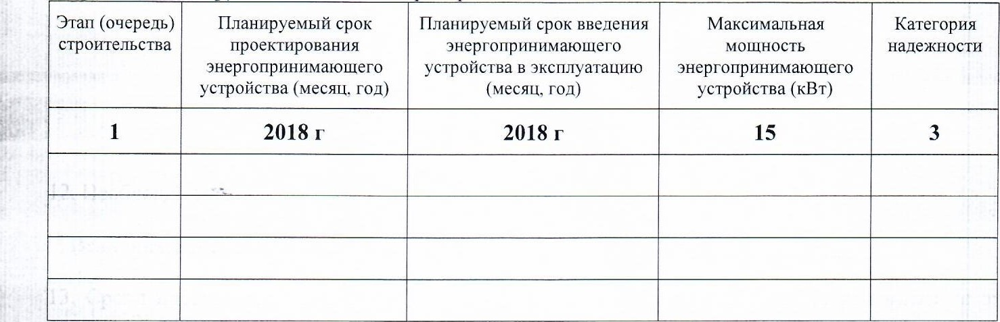 Этап (очередь)
строительства
Планируемый срок
проектирования
энергопринимающего
устройства (месяц, год)
Планируемый срок введения
энергопринимающего
устройства в эксплуатацию
(месяц, год)
Максимальная
мощность
энергопринимающего
устройства (кВт)
Категория
надежности
1
2018 г
2018 г
15
3